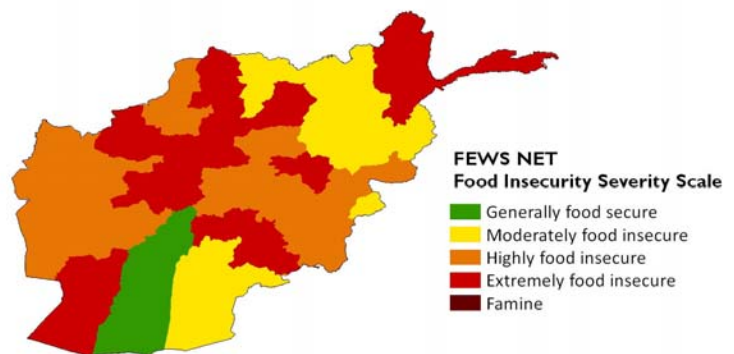 FEWS NET
Food Insecurity Severity Scale
Generally food secure
Moderately food insecure
Highly food insecure
Extremely food insecure
Famine